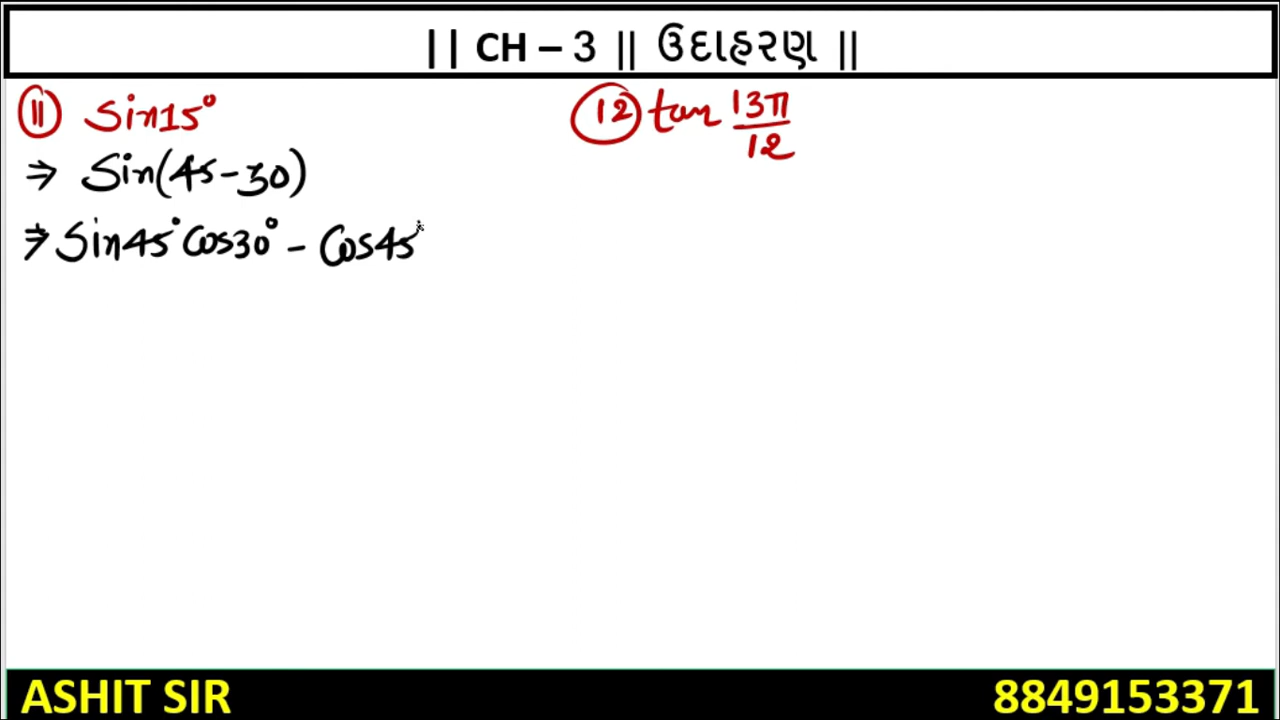 || CH – 3 || ઉદાહરણ ||
11 Sin15°
⇒ Sin(45-30)
⇒ Sin45° Cos30° - Cos45°
12 tan 13π/12
ASHIT SIR
8849153371